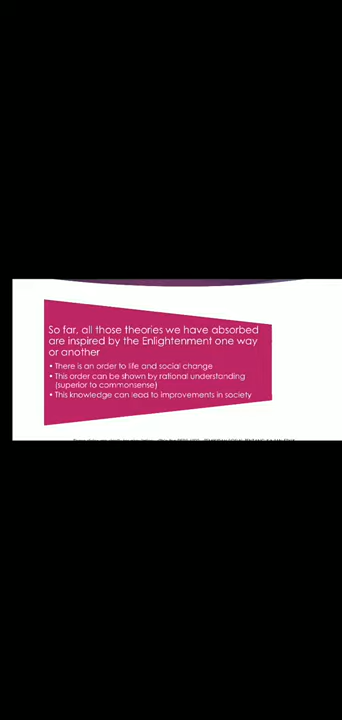 So far, all those theories we have absorbed
are inspired by the Enlightenment one way
or another
• There is an order to life and social change
• This order can be shown by rational understanding
(superior to commonsense)
• This knowledge can lead to improvements in society